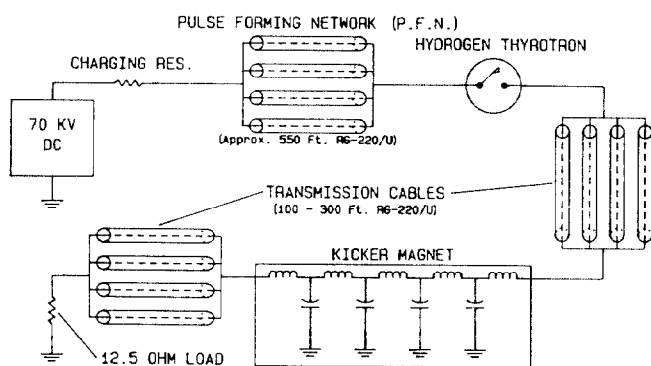 PULSE FORMING NETWORK (P.F.N.)
HYDROGEN THYROTRON
CHARGING RES.
70 KV
DC
(Approx. 550 Ft. RG-220/U)
TRANSMISSION CABLES
(100 - 300 Ft. RG-220/U)
KICKER MAGNET
12.5 OHM LOAD